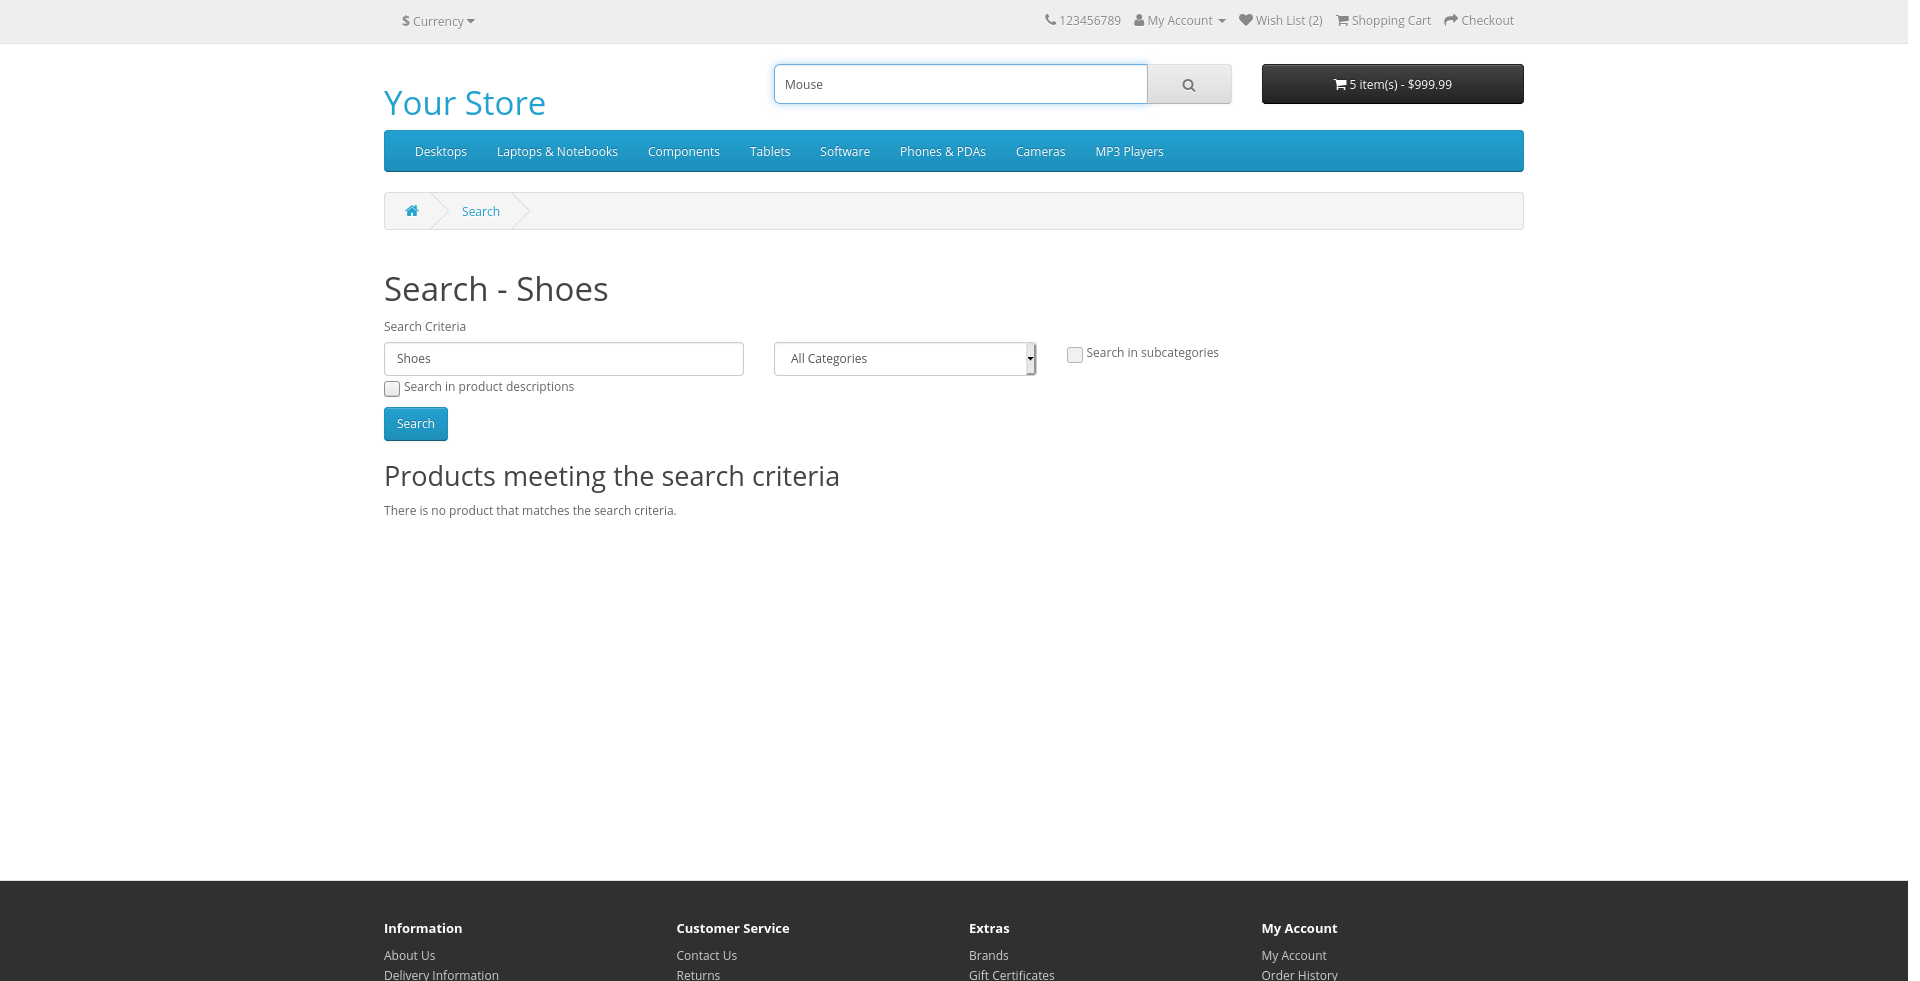 $ Currency
123456789 My Account Wish List (2) Shopping Cart Checkout
Your Store
Mouse
5 item(s) - $999.99
Desktops Laptops & Notebooks Components Tablets Software Phones & PDAs Cameras MP3 Players
Search
Search - Shoes
Search Criteria
Shoes All Categories Search in subcategories
Search in product descriptions
Search
Products meeting the search criteria
There is no product that matches the search criteria.
Information Customer Service Extras My Account
About Us Contact Us Brands My Account
Delivery Information Returns Gift Certificates Order History